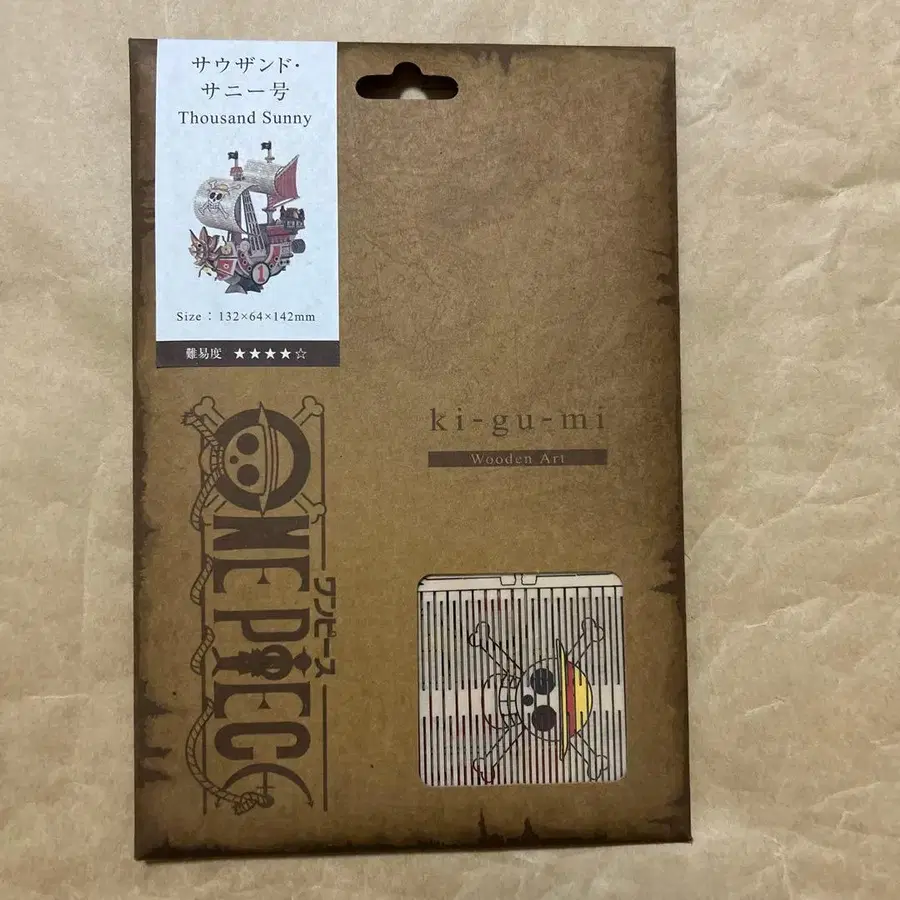 サウザンド・
サニー号
Thousand Sunny
1
Size : 132×64×142mm
難易度 ★★★★☆
ki-gu-mi
Wooden Art
ONE PIECE
ワンピース